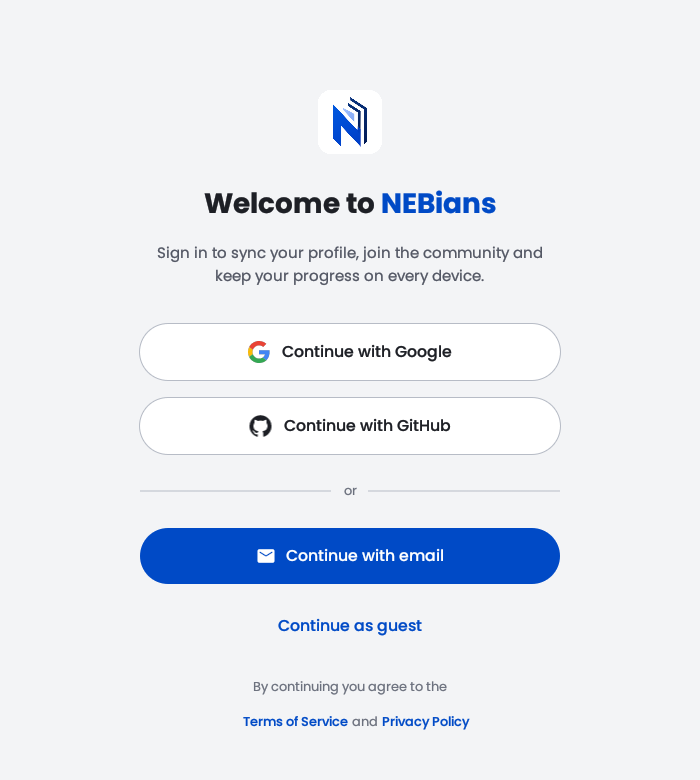 Welcome to NEBians
Sign in to sync your profile, join the community and
keep your progress on every device.
Continue with Google
Continue with GitHub
or
Continue with email
Continue as guest
By continuing you agree to the
Terms of Service and Privacy Policy